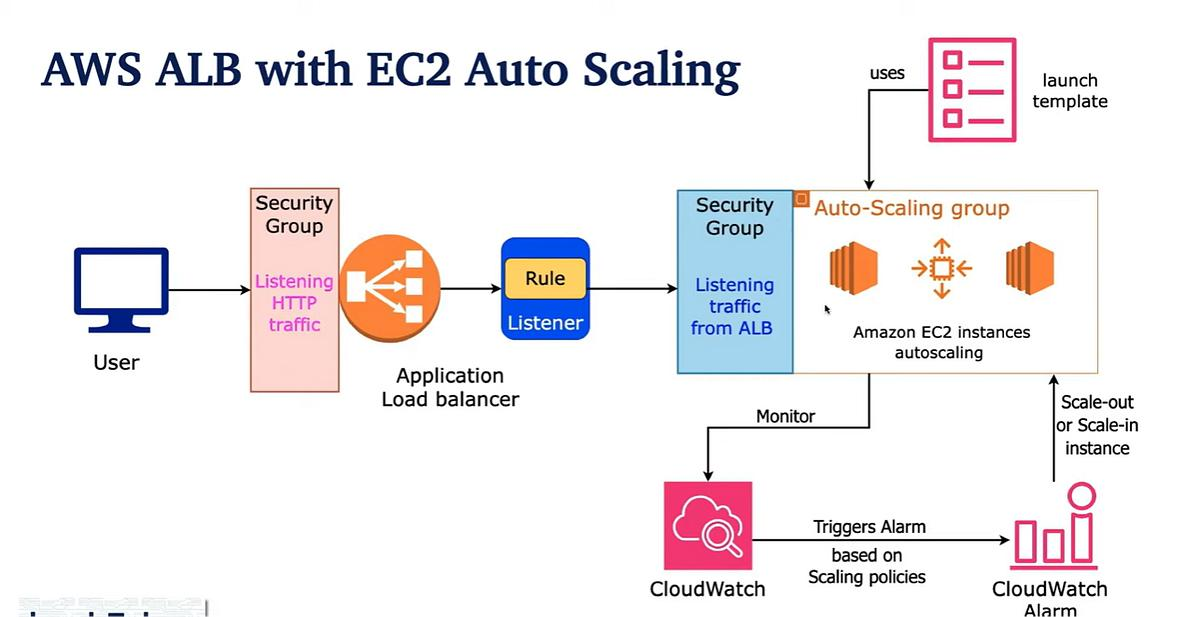 AWS ALB with EC2 Auto Scaling
uses
launch
template
Security
Group
Listening
HTTP
traffic
User
Application
Load balancer
Rule
Listener
Security
Group
Listening
traffic
from ALB
Auto-Scaling group
Amazon EC2 instances
autoscaling
Monitor
Scale-out
or Scale-in
instance
CloudWatch
Triggers Alarm
based on
Scaling policies
CloudWatch
Alarm